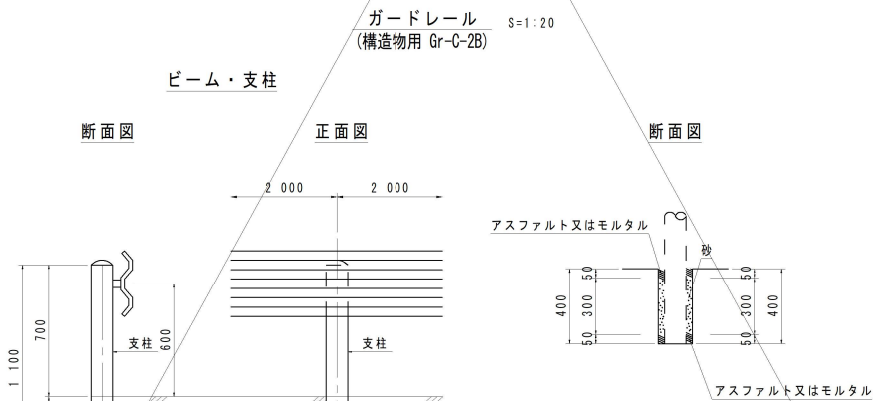 ガードレール S=1:20
(構造物用 Gr-C-2B)
ビーム・支柱
断面図
正面図
断面図
2 000
2 000
アスファルト又はモルタル
砂
50
300
50
400
50
300
50
400
支柱
支柱
600
700
1 100
アスファルト又はモルタル